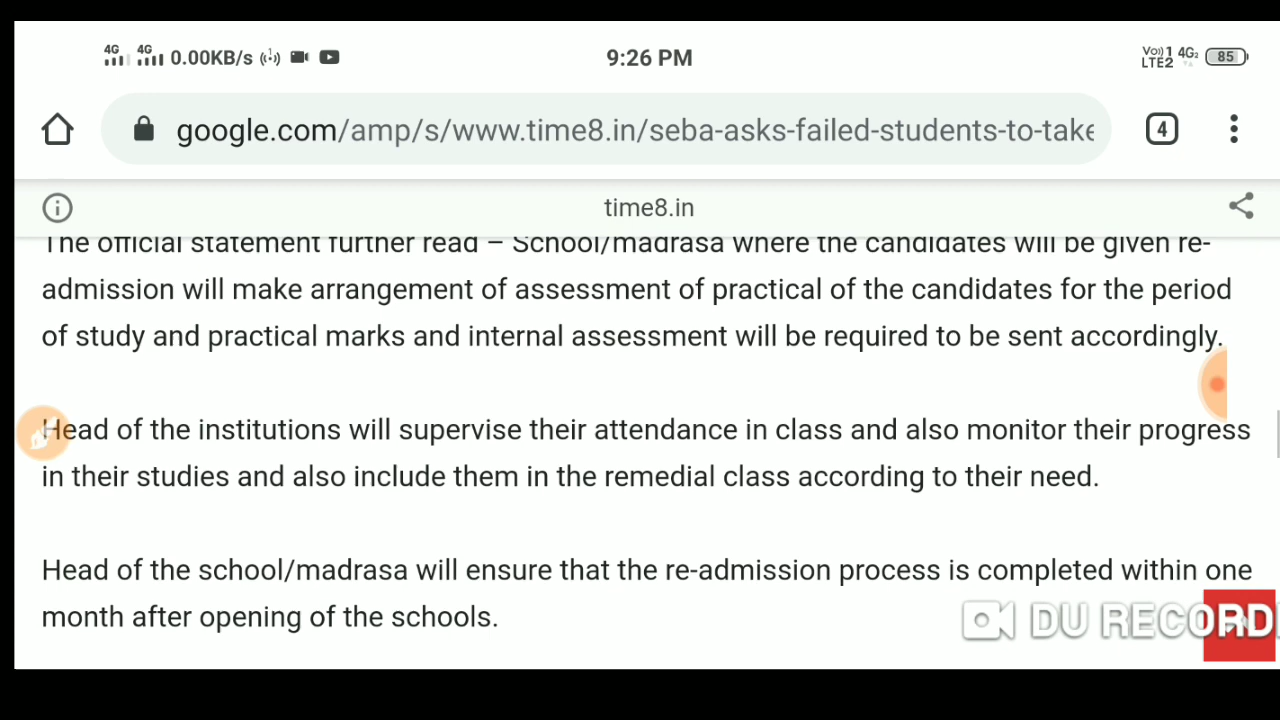 4G 4G 0.00KB/s 9:26 PM Vo)) 1 LTE2 4G2 85
google.com/amp/s/www.time8.in/seba-asks-failed-students-to-take 4
time8.in
The official statement further read – School/madrasa where the candidates will be given re-
admission will make arrangement of assessment of practical of the candidates for the period
of study and practical marks and internal assessment will be required to be sent accordingly.
Head of the institutions will supervise their attendance in class and also monitor their progress
in their studies and also include them in the remedial class according to their need.
Head of the school/madrasa will ensure that the re-admission process is completed within one
month after opening of the schools.
DU RECORD